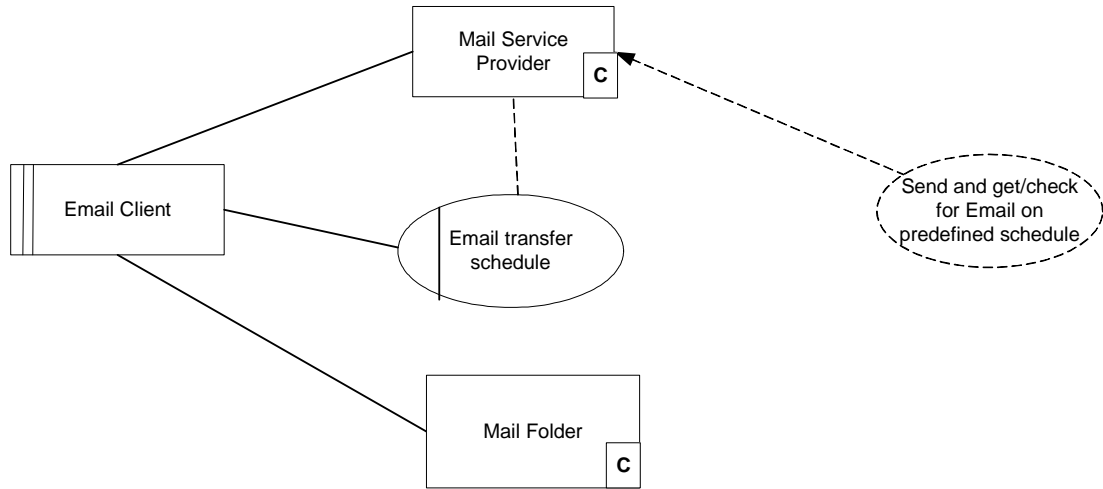 Mail Service
Provider
C
Email Client
Email transfer
schedule
Send and get/check
for Email on
predefined schedule
Mail Folder
C